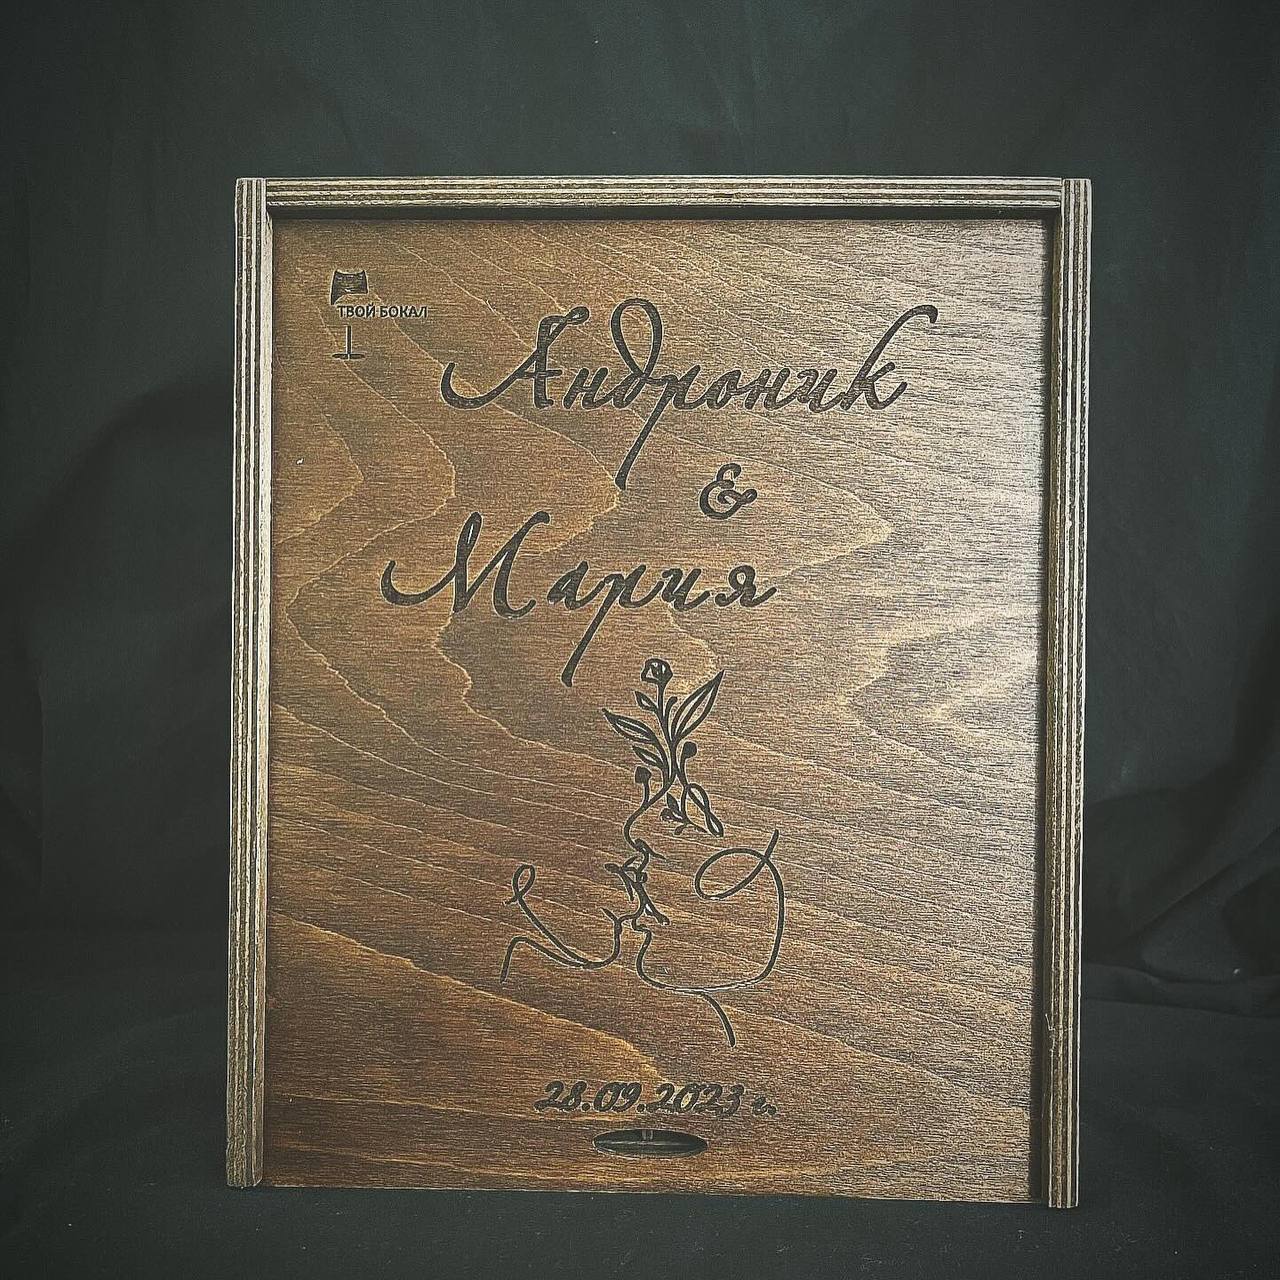 ТВОЙ БОКАЛ
Андроник
&
Мария
28.09.2023 г.